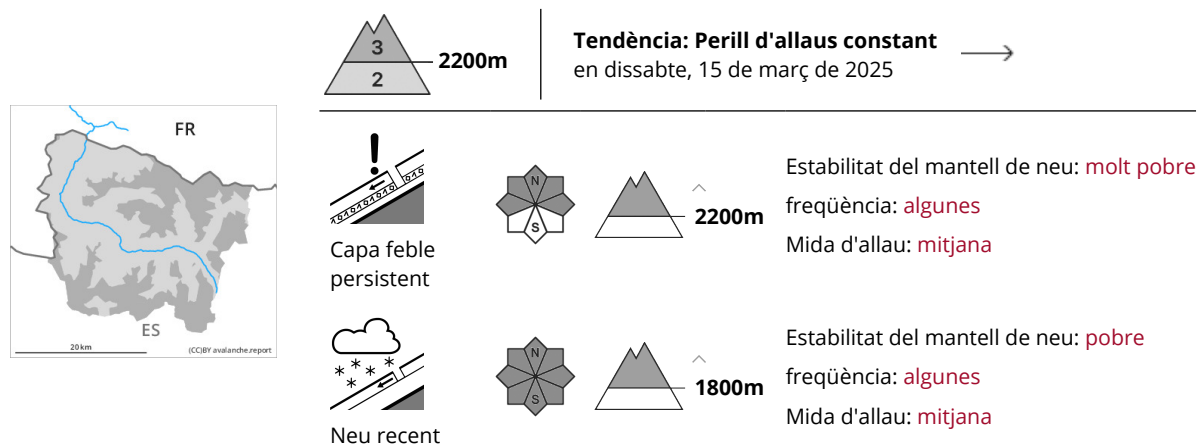 3
2
2200m
Tendència: Perill d'allaus constant
en dissabte, 15 de març de 2025
FR
ES
20 km
(CC)BY avalanche.report
Capa feble
persistent
N
S
2200m
Estabilitat del mantell de neu: molt pobre
freqüència: algunes
Mida d'allau: mitjana
Neu recent
N
S
1800m
Estabilitat del mantell de neu: pobre
freqüència: algunes
Mida d'allau: mitjana